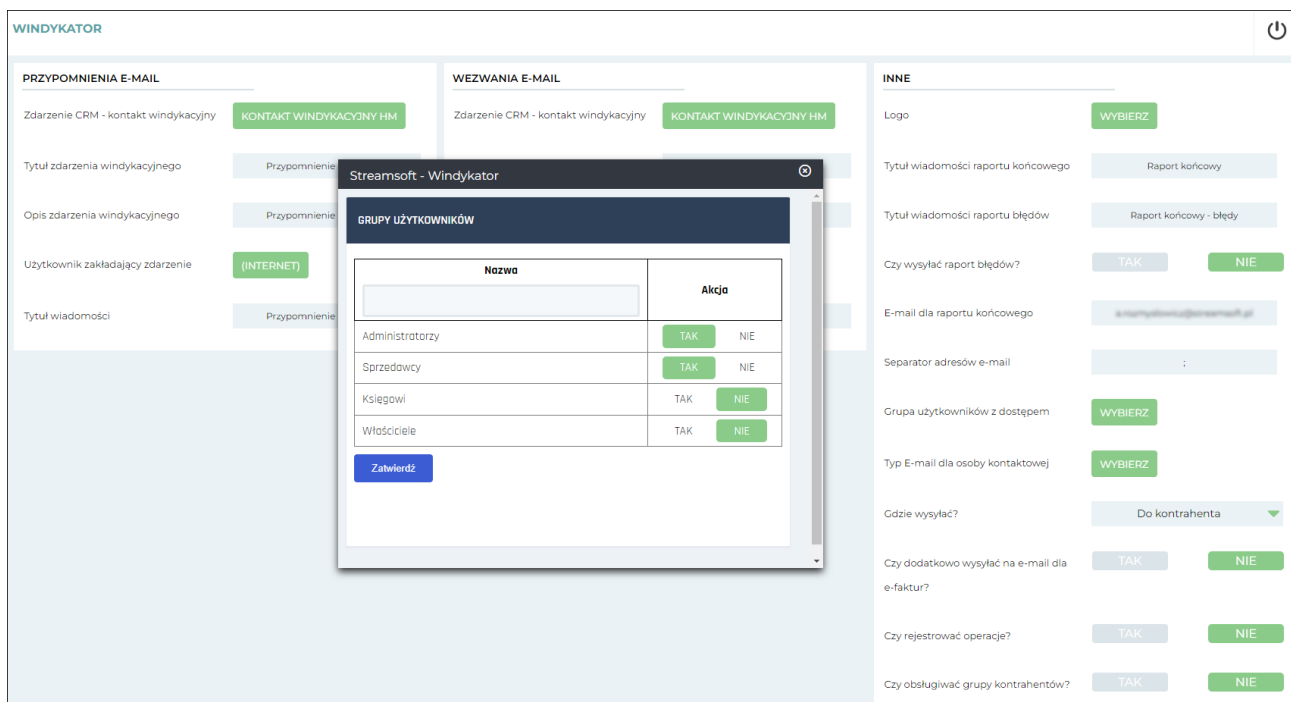 WINDYKATOR
PRZYPOMNIENIA E-MAIL
Zdarzenie CRM - kontakt windykacyjny
KONTAKT WINDYKACYJNY HM
Tytuł zdarzenia windykacyjnego
Przypomnienie
Opis zdarzenia windykacyjnego
Przypomnienie
Użytkownik zakładający zdarzenie
(INTERNET)
Tytuł wiadomości
Przypomnienie
WEZWANIA E-MAIL
Zdarzenie CRM - kontakt windykacyjny
KONTAKT WINDYKACYJNY HM
Streamsoft - Windykator
GRUPY UŻYTKOWNIKÓW
Nazwa
Akcja
Administratorzy
TAK
NIE
Sprzedawcy
TAK
NIE
Księgowi
TAK
NIE
Właściciele
TAK
NIE
Zatwierdź
INNE
Logo
WYBIERZ
Tytuł wiadomości raportu końcowego
Raport końcowy
Tytuł wiadomości raportu błędów
Raport końcowy - błędy
Czy wysyłać raport błędów?
TAK
NIE
E-mail dla raportu końcowego
Separator adresów e-mail
;
Grupa użytkowników z dostępem
WYBIERZ
Typ E-mail dla osoby kontaktowej
WYBIERZ
Gdzie wysyłać?
Do kontrahenta
Czy dodatkowo wysyłać na e-mail dla
e-faktur?
TAK
NIE
Czy rejestrować operacje?
TAK
NIE
Czy obsługiwać grupy kontrahentów?
TAK
NIE